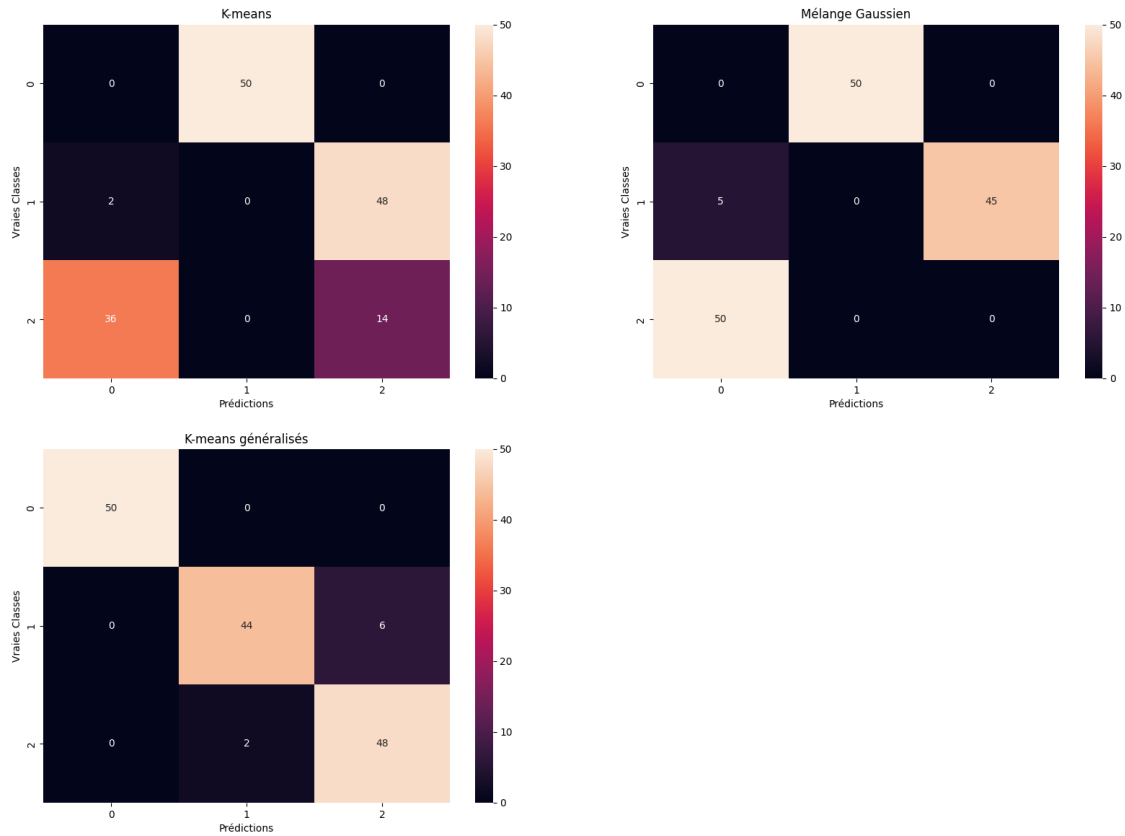 K-means
0 50 0
2 0 48
36 0 14
0 1 2
Vraies Classes
0 1 2
Prédictions
50
40
30
20
10
0
Mélange Gaussien
0 50 0
5 0 45
50 0 0
0 1 2
Vraies Classes
0 1 2
Prédictions
50
40
30
20
10
0
K-means généralisés
50 0 0
0 44 6
0 2 48
0 1 2
Vraies Classes
0 1 2
Prédictions
50
40
30
20
10
0